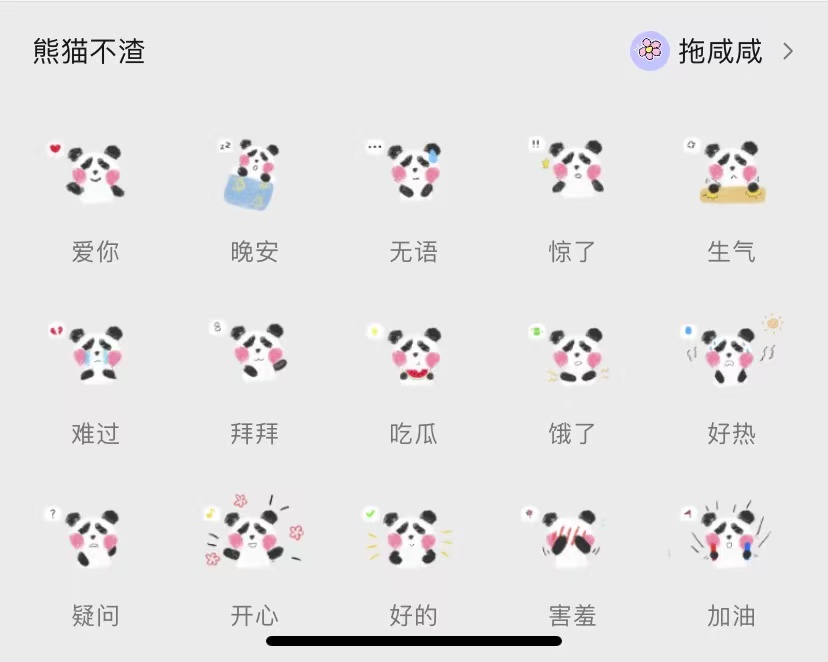 熊猫不渣
拖咸咸
爱你 晚安 无语 惊了 生气
难过 拜拜 吃瓜 饿了 好热
疑问 开心 好的 害羞 加油